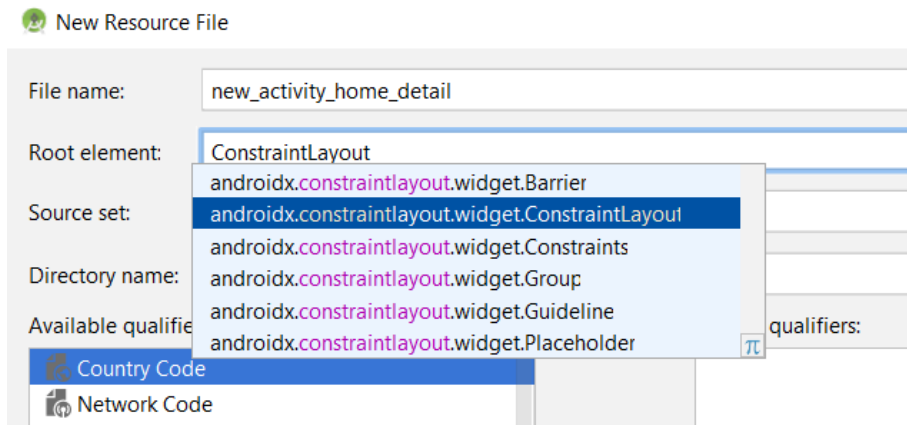 New Resource File
File name: new_activity_home_detail
Root element: ConstraintLayout
androidx.constraintlayout.widget.Barrier
Source set: androidx.constraintlayout.widget.ConstraintLayout
androidx.constraintlayout.widget.Constraints
Directory name: androidx.constraintlayout.widget.Group
androidx.constraintlayout.widget.Guideline
Available qualifie androidx.constraintlayout.widget.Placeholder π qualifiers:
Country Code
Network Code